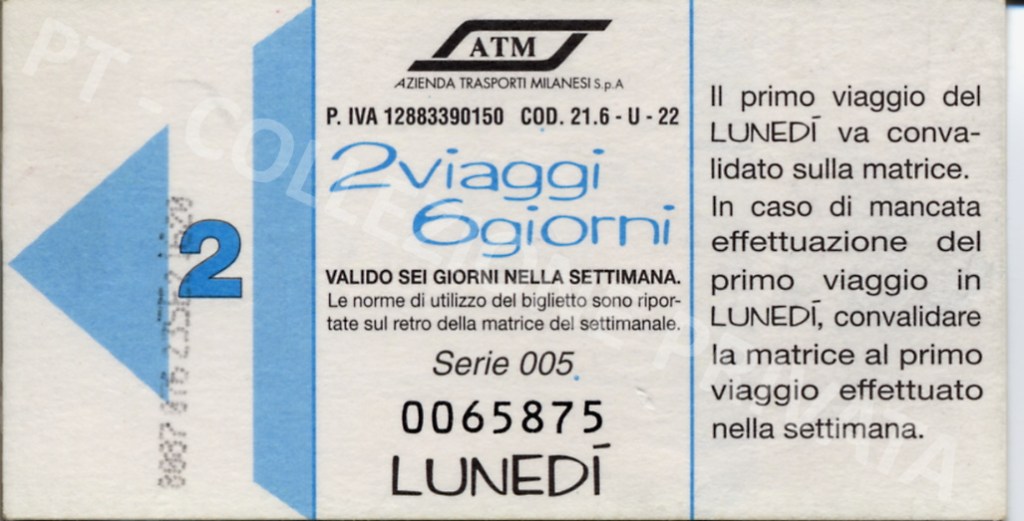 ATM
AZIENDA TRASPORTI MILANESI S.p.A
P. IVA 12883390150 COD. 21.6 - U - 22
2viaggi
6giorni
VALIDO SEI GIORNI NELLA SETTIMANA.
Le norme di utilizzo del biglietto sono ripor-
tate sul retro della matrice del settimanale.
Serie 005
0065875
LUNEDÍ
2
Il primo viaggio del
LUNEDÍ va conva-
lidato sulla matrice.
In caso di mancata
effettuazione del
primo viaggio in
LUNEDÍ, convalidare
la matrice al primo
viaggio effettuato
nella settimana.